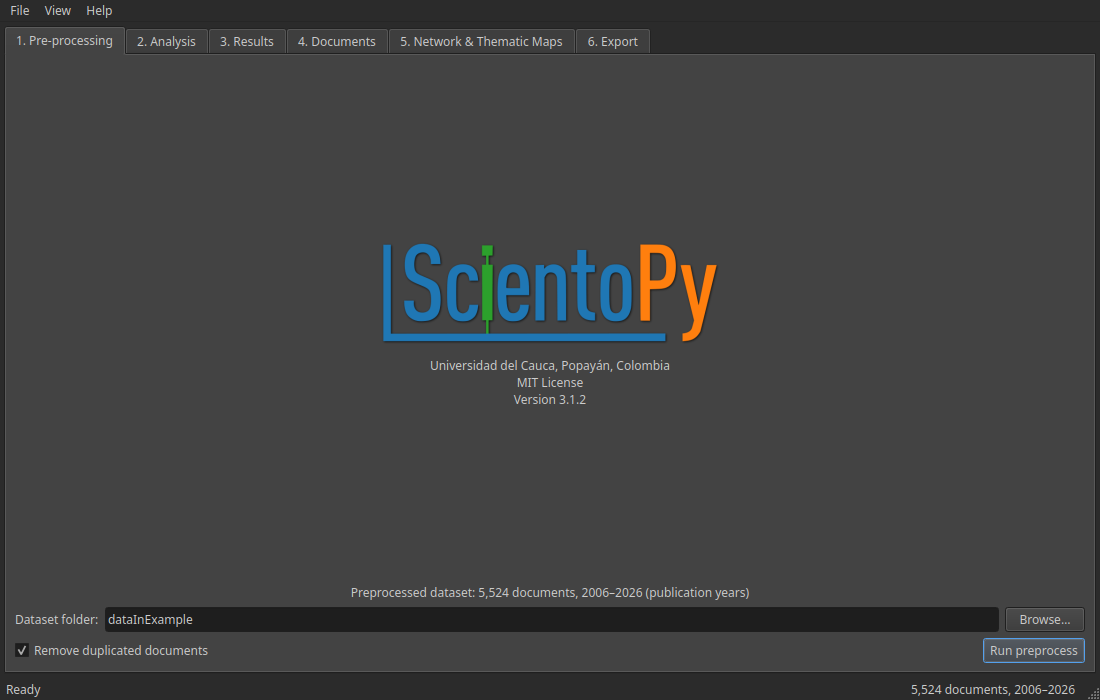 File View Help
1. Pre-processing 2. Analysis 3. Results 4. Documents 5. Network & Thematic Maps 6. Export
ScientoPy
Universidad del Cauca, Popayán, Colombia
MIT License
Version 3.1.2
Preprocessed dataset: 5,524 documents, 2006–2026 (publication years)
Dataset folder: dataInExample Browse...
Remove duplicated documents Run preprocess
Ready 5,524 documents, 2006–2026